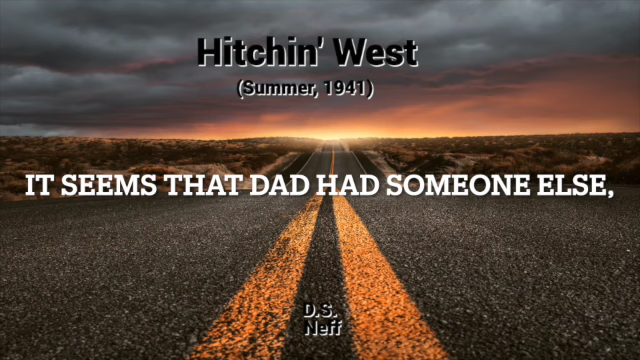 Hitchin' West
(Summer, 1941)
IT SEEMS THAT DAD HAD SOMEONE ELSE,
D.S.
Neff